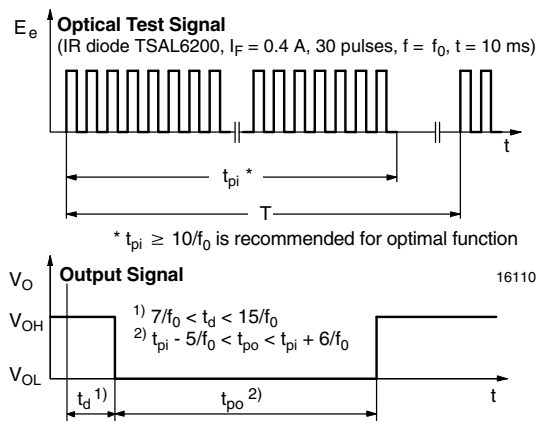 E_e Optical Test Signal
(IR diode TSAL6200, I_F = 0.4 A, 30 pulses, f = f_0, t = 10 ms)
t
t_pi *
T
* t_pi ≥ 10/f_0 is recommended for optimal function
V_O Output Signal 16110
V_OH
1) 7/f_0 < t_d < 15/f_0
2) t_pi - 5/f_0 < t_po < t_pi + 6/f_0
V_OL
t_d 1) t_po 2) t